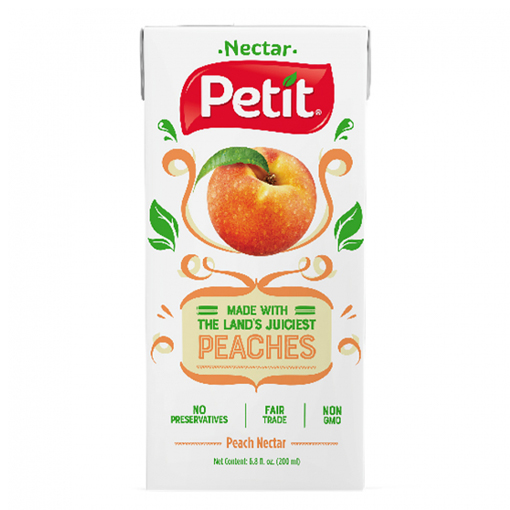 ·Nectar·
Petit®
MADE WITH
THE LAND'S JUICIEST
PEACHES
NO
PRESERVATIVES
FAIR
TRADE
NON
GMO
Peach Nectar
Net Content: 6.8 fl. oz. (200 ml)